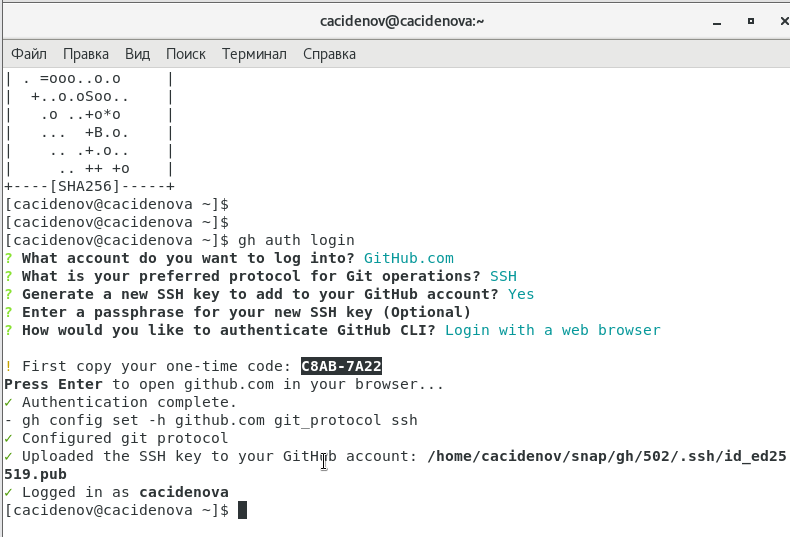 cacidenov@cacidenova:~
Файл Правка Вид Поиск Терминал Справка
| . =ooo..o.o     |
|  +..o.oSoo..    |
|   .o ..+o*o     |
|   ...  +B.o.    |
|    .. .+.o..    |
|     .. ++ +o    |
+----[SHA256]-----+
[cacidenov@cacidenova ~]$
[cacidenov@cacidenova ~]$
[cacidenov@cacidenova ~]$ gh auth login
? What account do you want to log into? GitHub.com
? What is your preferred protocol for Git operations? SSH
? Generate a new SSH key to add to your GitHub account? Yes
? Enter a passphrase for your new SSH key (Optional)
? How would you like to authenticate GitHub CLI? Login with a web browser
! First copy your one-time code: C8AB-7A22
Press Enter to open github.com in your browser...
✓ Authentication complete.
- gh config set -h github.com git_protocol ssh
✓ Configured git protocol
✓ Uploaded the SSH key to your GitHub account: /home/cacidenov/snap/gh/502/.ssh/id_ed25
519.pub
✓ Logged in as cacidenova
[cacidenov@cacidenova ~]$